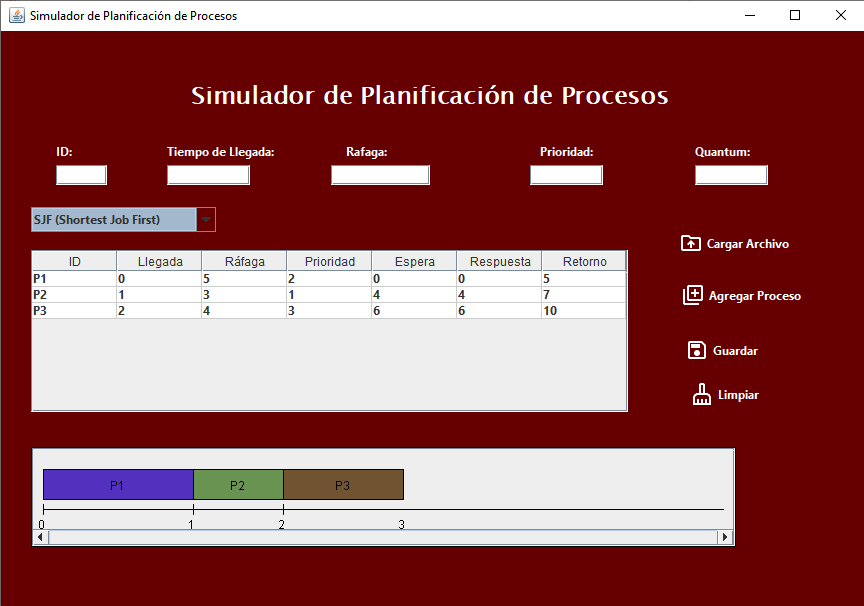 Simulador de Planificación de Procesos
Simulador de Planificación de Procesos
ID: Tiempo de Llegada: Rafaga: Prioridad: Quantum:
SJF (Shortest Job First)
Cargar Archivo
ID Llegada Ráfaga Prioridad Espera Respuesta Retorno
P1 0 5 2 0 0 5
P2 1 3 1 4 4 7
P3 2 4 3 6 6 10
Agregar Proceso
Guardar
Limpiar
P1 P2 P3
0 1 2 3